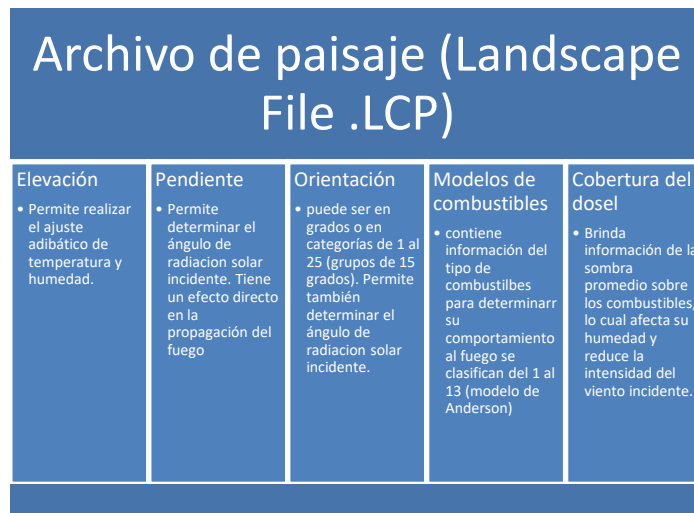 Archivo de paisaje (Landscape
File .LCP)
Elevación
• Permite realizar
el ajuste
adibático de
temperatura y
humedad.
Pendiente
• Permite
determinar el
ángulo de
radiacion solar
incidente. Tiene
un efecto directo
en la
propagación del
fuego
Orientación
• puede ser en
grados o en
categorías de 1 al
25 (grupos de 15
grados). Permite
también
determinar el
ángulo de
radiacion solar
incidente.
Modelos de
combustibles
• contiene
información del
tipo de
combustilbes
para determinarr
su
comportamiento
al fuego se
clasifican del 1 al
13 (modelo de
Anderson)
Cobertura del
dosel
• Brinda
información de la
sombra
promedio sobre
los combustibles,
lo cual afecta su
humedad y
reduce la
intensidad del
viento incidente.